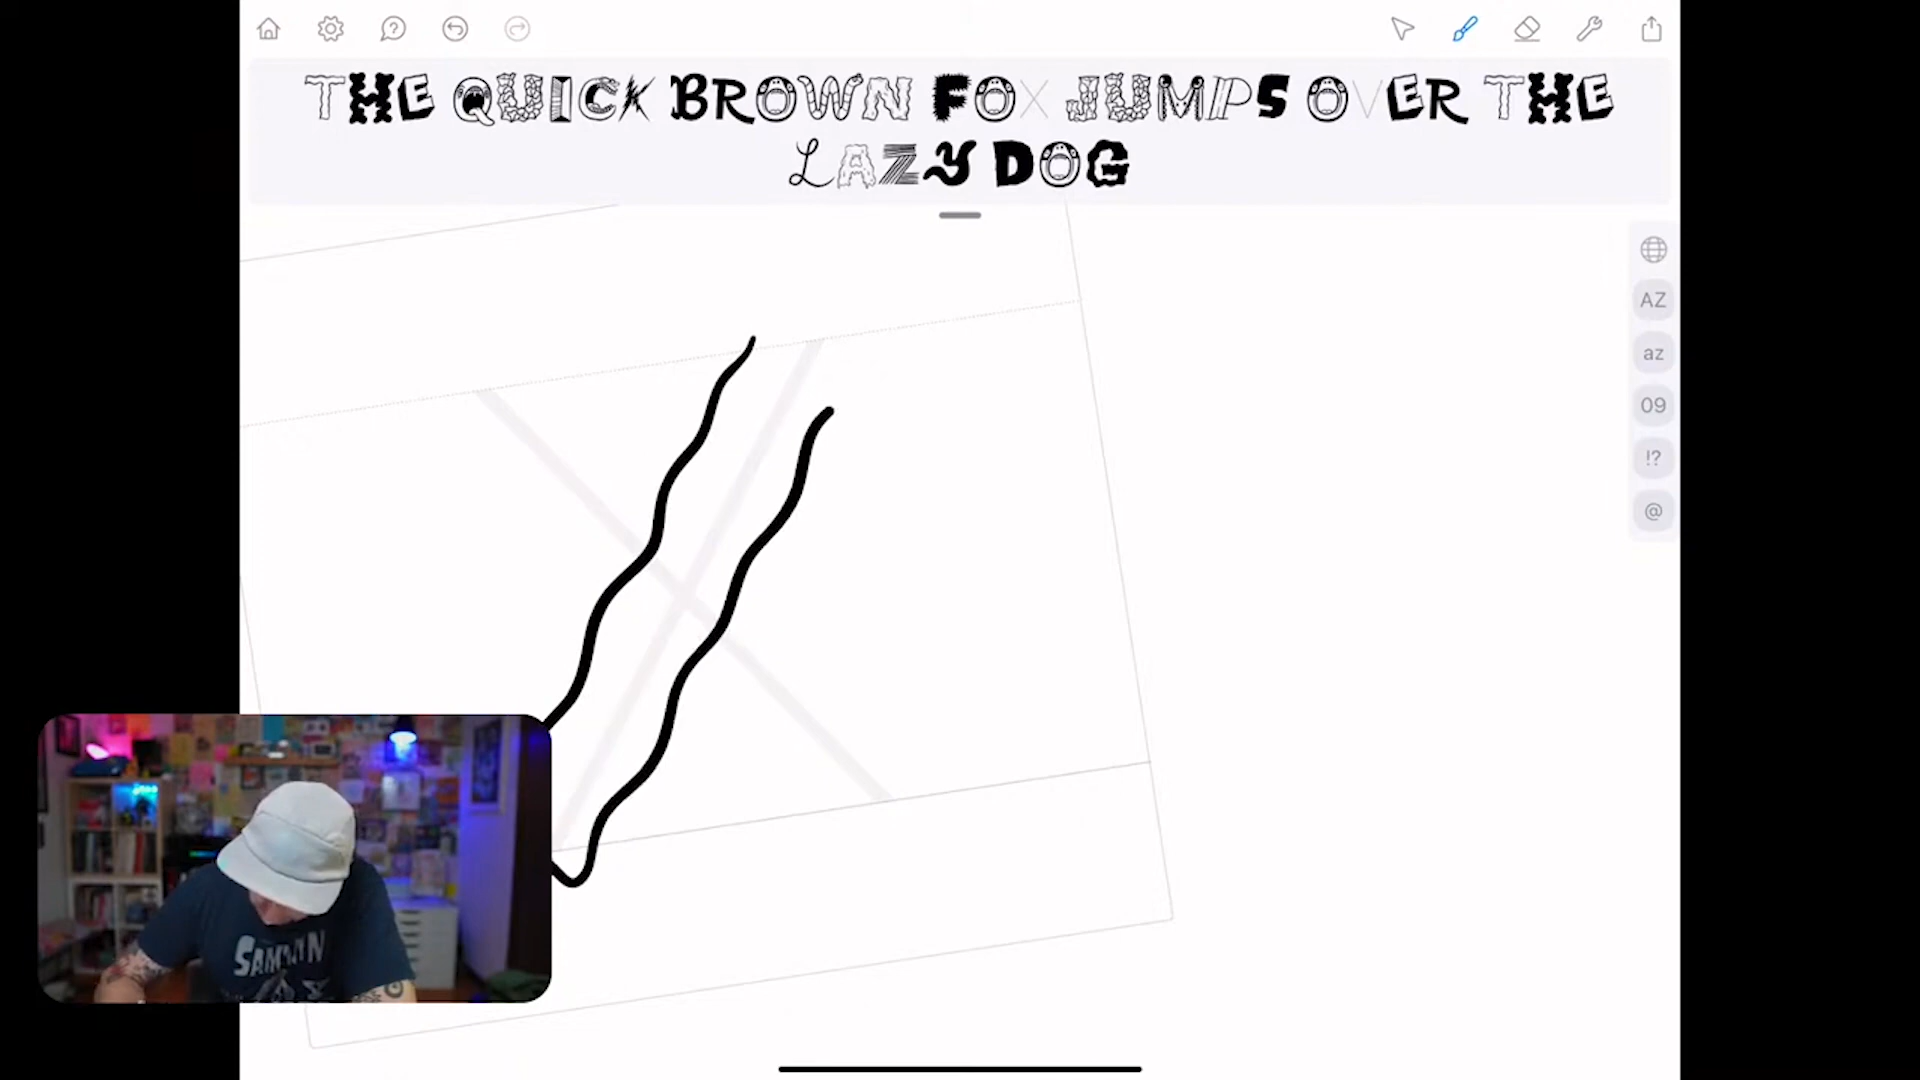 THE QUICK BROWN FOX JUMPS OVER THE
LAZY DOG
AZ
az
09
!?
@